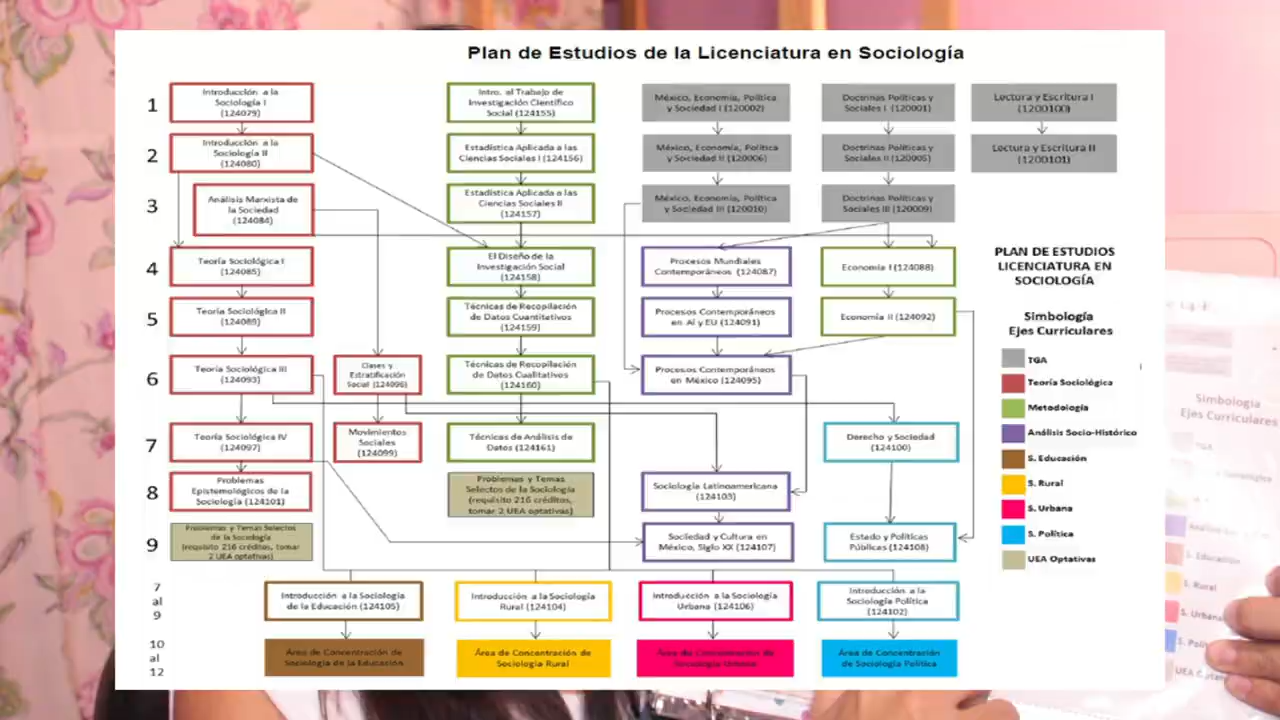 Plan de Estudios de la Licenciatura en Sociología
1
Introducción a la
Sociología I
(124079)
Intro. al Trabajo de
Investigación Científico
Social (124155)
México, Economía, Política
y Sociedad I (120002)
Doctrinas Políticas y
Sociales I (120001)
Lectura y Escritura I
(1200100)
2
Introducción a la
Sociología II
(124080)
Estadística Aplicada a las
Ciencias Sociales I (124156)
México, Economía, Política
y Sociedad II (120006)
Doctrinas Políticas y
Sociales II (120005)
Lectura y Escritura II
(1200101)
3
Análisis Marxista de
la Sociedad
(124084)
Estadística Aplicada a las
Ciencias Sociales II
(124157)
México, Economía, Política
y Sociedad III (120010)
Doctrinas Políticas y
Sociales III (120009)
4
Teoría Sociológica I
(124085)
El Diseño de la
Investigación Social
(124158)
Procesos Mundiales
Contemporáneos (124087)
Economía I (124088)
5
Teoría Sociológica II
(124089)
Técnicas de Recopilación
de Datos Cuantitativos
(124159)
Procesos Contemporáneos
en Al y EU (124091)
Economía II (124092)
6
Teoría Sociológica III
(124093)
Clases y
Estratificación
Social (124096)
Técnicas de Recopilación
de Datos Cualitativos
(124160)
Procesos Contemporáneos
en México (124095)
7
Teoría Sociológica IV
(124097)
Movimientos
Sociales
(124099)
Técnicas de Análisis de
Datos (124161)
Derecho y Sociedad
(124100)
8
Problemas
Epistemológicos de la
Sociología (124101)
Problemas y Temas
Selectos de la Sociología
(requisito 216 créditos,
tomar 2 UEA optativas)
Sociología Latinoamericana
(124103)
9
Problemas y Temas Selectos
de la Sociología
(requisito 216 créditos, tomar
2 UEA optativas)
Sociedad y Cultura en
México, Siglo XX (124107)
Estado y Políticas
Públicas (124108)
7
al
9
Introducción a la Sociología
de la Educación (124105)
Introducción a la Sociología
Rural (124104)
Introducción a la Sociología
Urbana (124106)
Introducción a la
Sociología Política
(124102)
10
al
12
Área de Concentración de
Sociología de la Educación
Área de Concentración de
Sociología Rural
Área de Concentración de
Sociología Urbana
Área de Concentración
de Sociología Política
PLAN DE ESTUDIOS
LICENCIATURA EN
SOCIOLOGÍA
Simbología
Ejes Curriculares
TGA
Teoría Sociológica
Metodología
Análisis Socio-Histórico
S. Educación
S. Rural
S. Urbana
S. Política
UEA Optativas
Simbología
Ejes Curriculares
TGA
S. Educación
S. Rural
S. Urbana